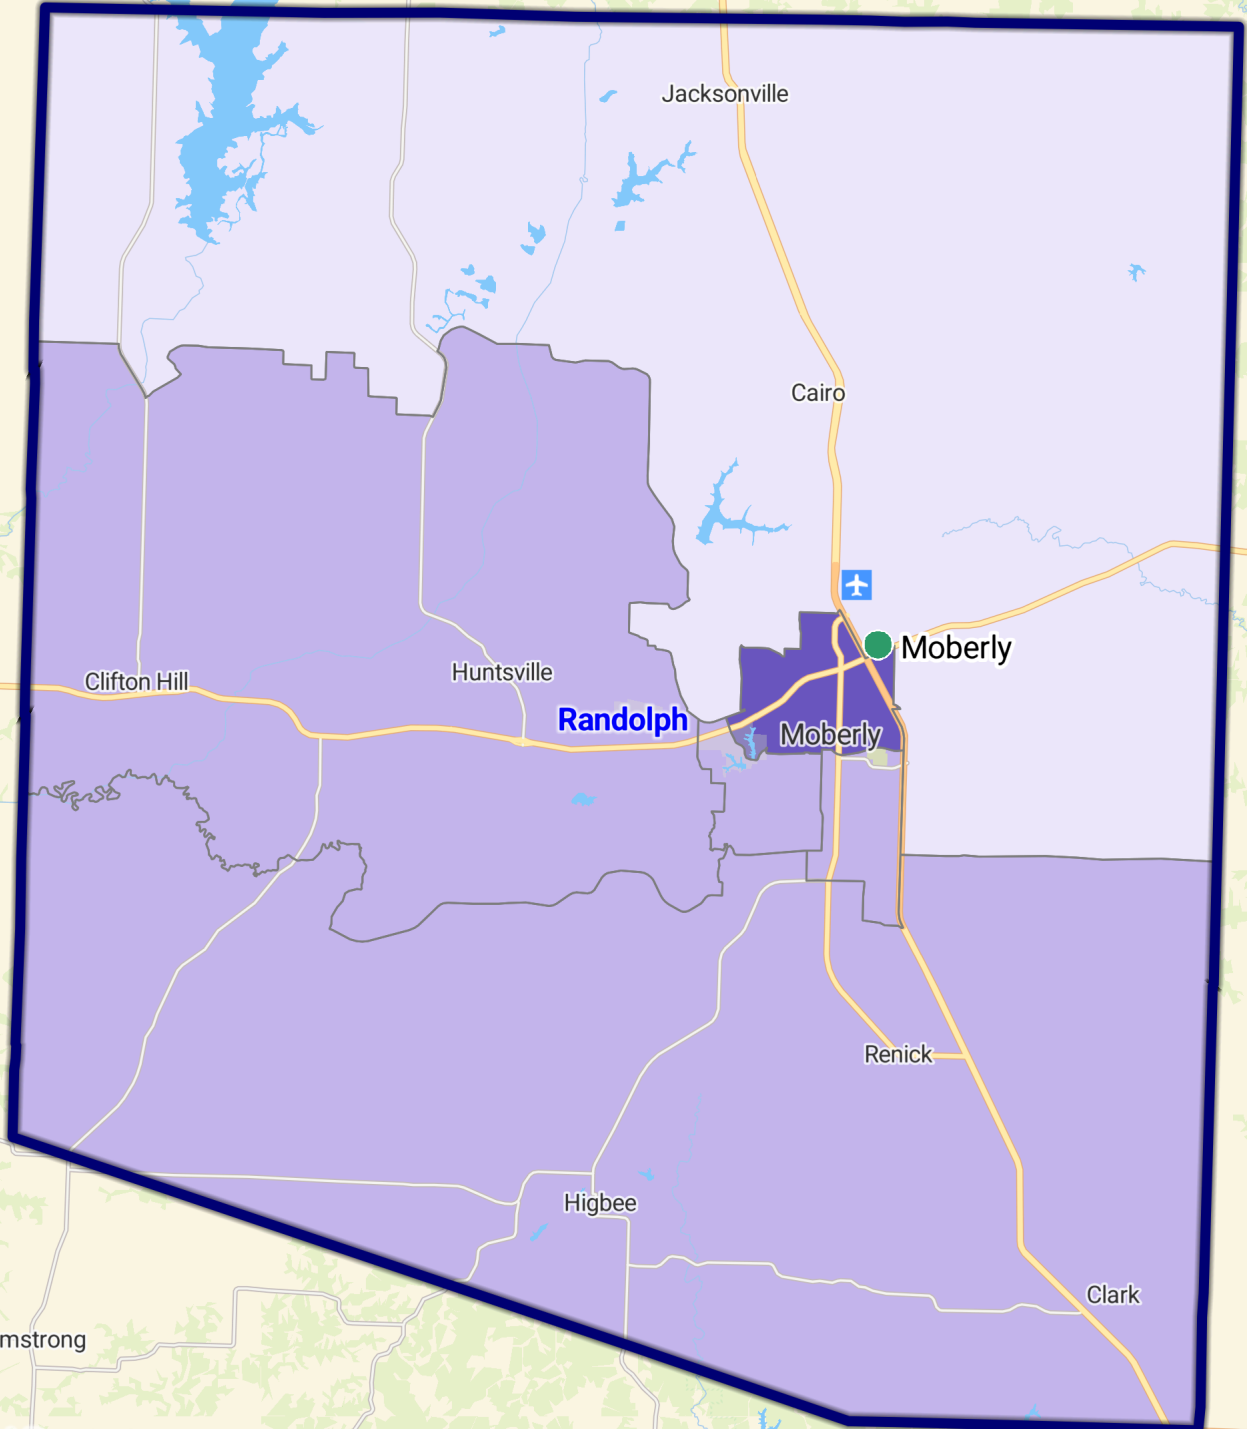 Jacksonville
Cairo
Moberly
Clifton Hill
Huntsville
Randolph
Moberly
Renick
Higbee
Clark
mstrong